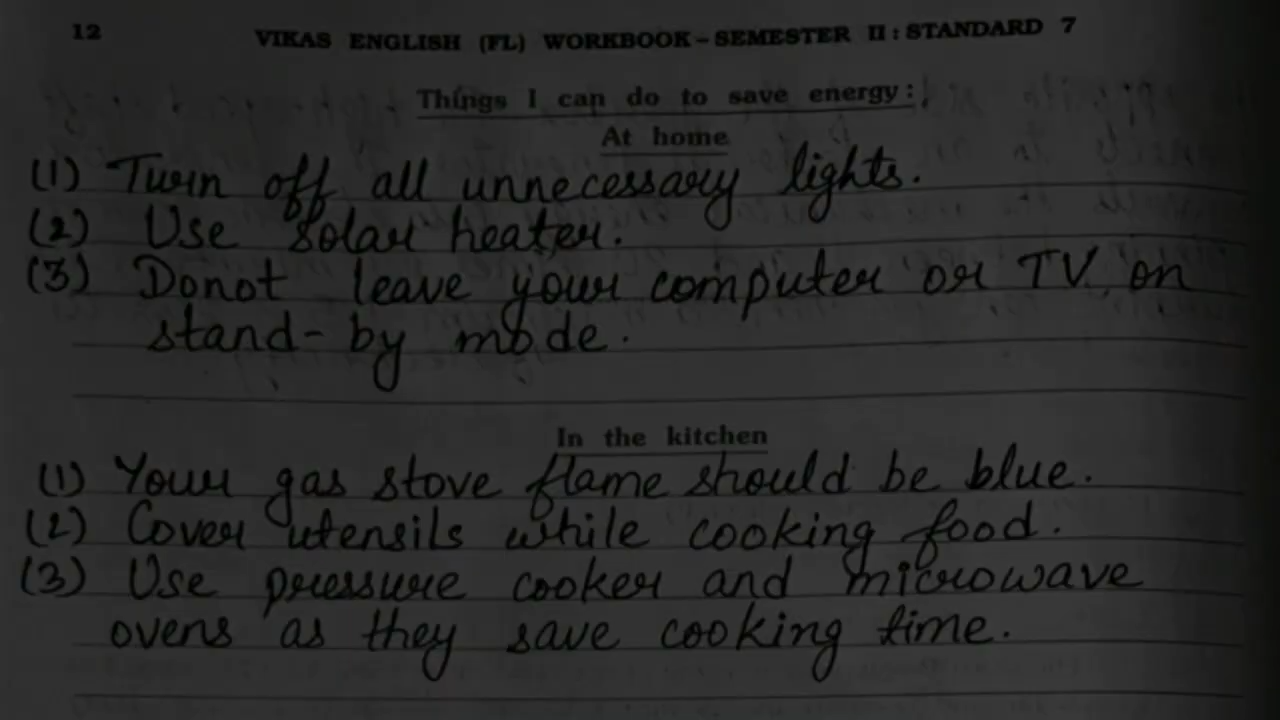 12 VIKAS ENGLISH (FL) WORKBOOK – SEMESTER II : STANDARD 7
Things I can do to save energy :
At home
(1) Turn off all unnecessary lights.
(2) Use solar heater.
(3) Donot leave your computer or TV on
stand-by mode.
In the kitchen
(1) Your gas stove flame should be blue.
(2) Cover utensils while cooking food.
(3) Use pressure cooker and microwave
ovens as they save cooking time.